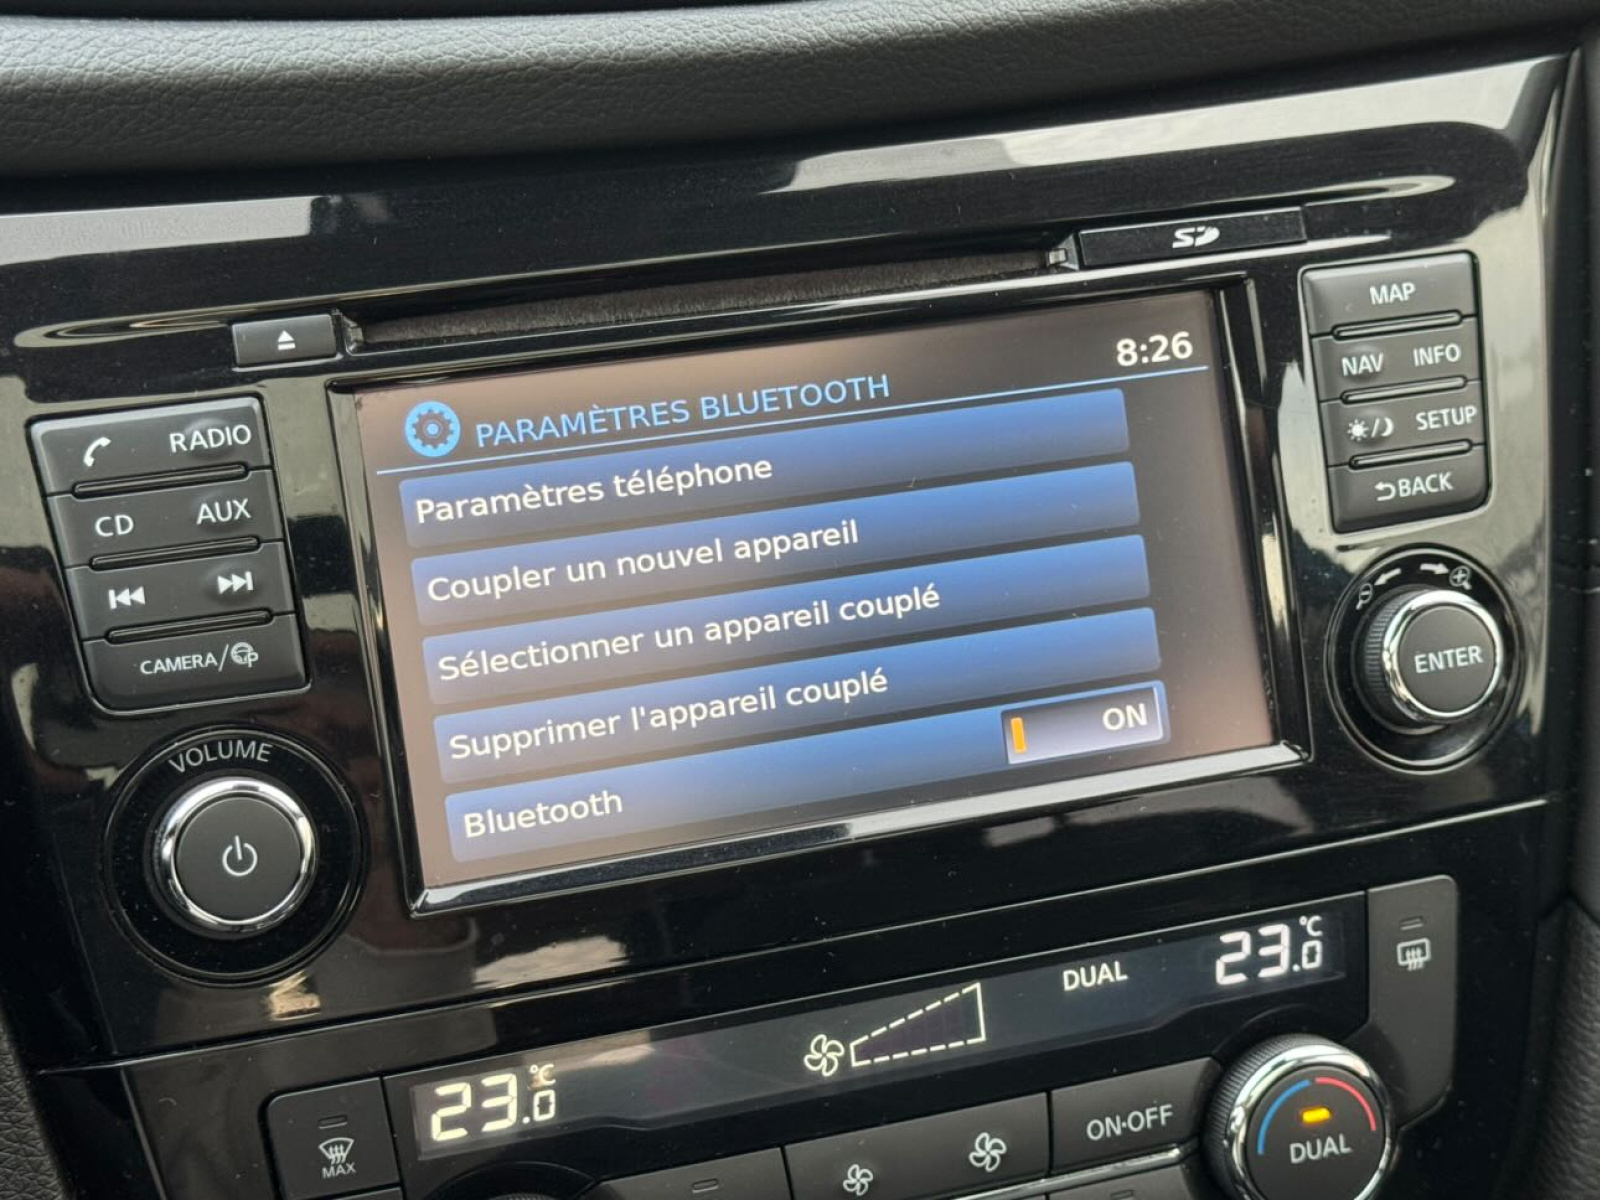 SD
MAP
NAV INFO
SETUP
BACK
ENTER
RADIO
CD AUX
CAMERA/
VOLUME
8:26
PARAMÈTRES BLUETOOTH
Paramètres téléphone
Coupler un nouvel appareil
Sélectionner un appareil couplé
Supprimer l'appareil couplé
Bluetooth ON
23.0 °C
DUAL
23.0 °C
MAX
ON·OFF
DUAL